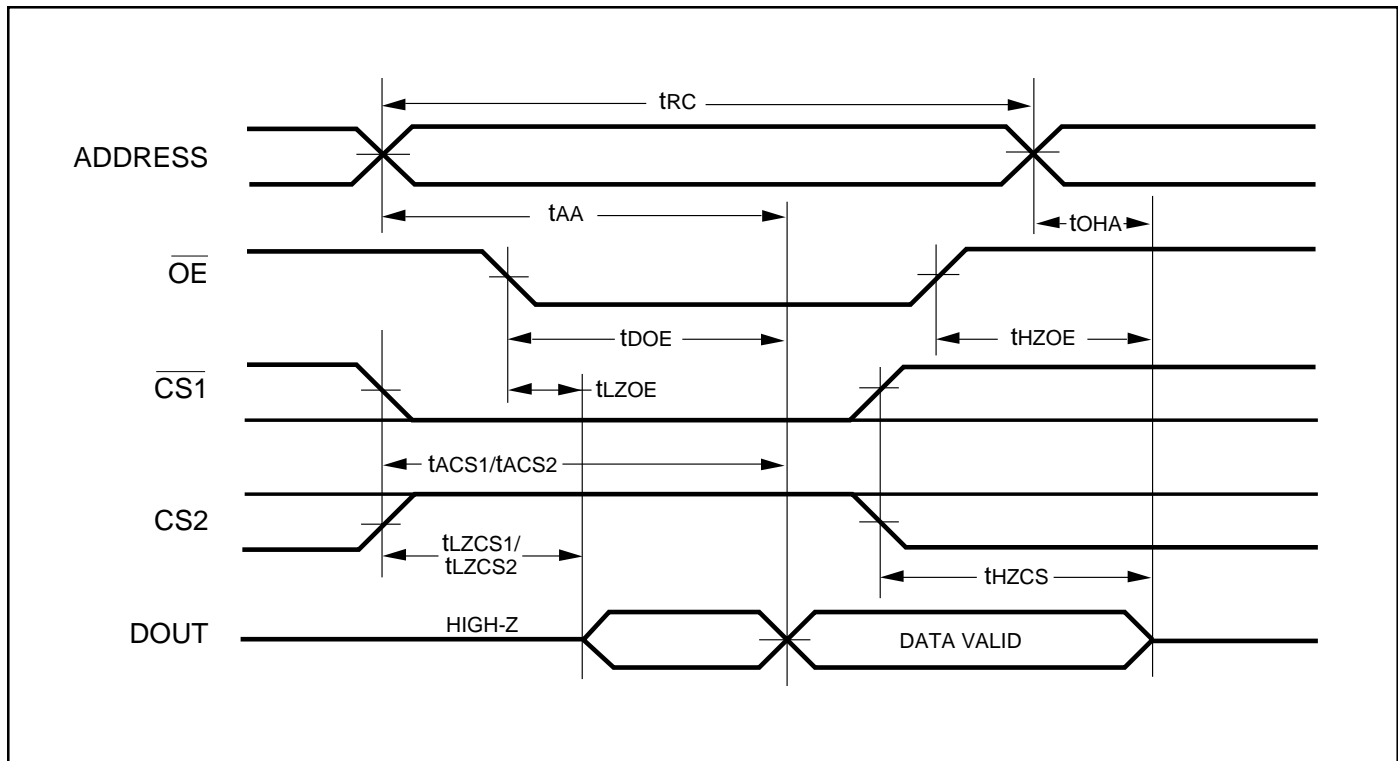 tRC
ADDRESS
tAA
tOHA
OE
tDOE
tHZOE
CS1
tLZOE
tACS1/tACS2
CS2
tLZCS1/
tLZCS2
tHZCS
DOUT
HIGH-Z
DATA VALID